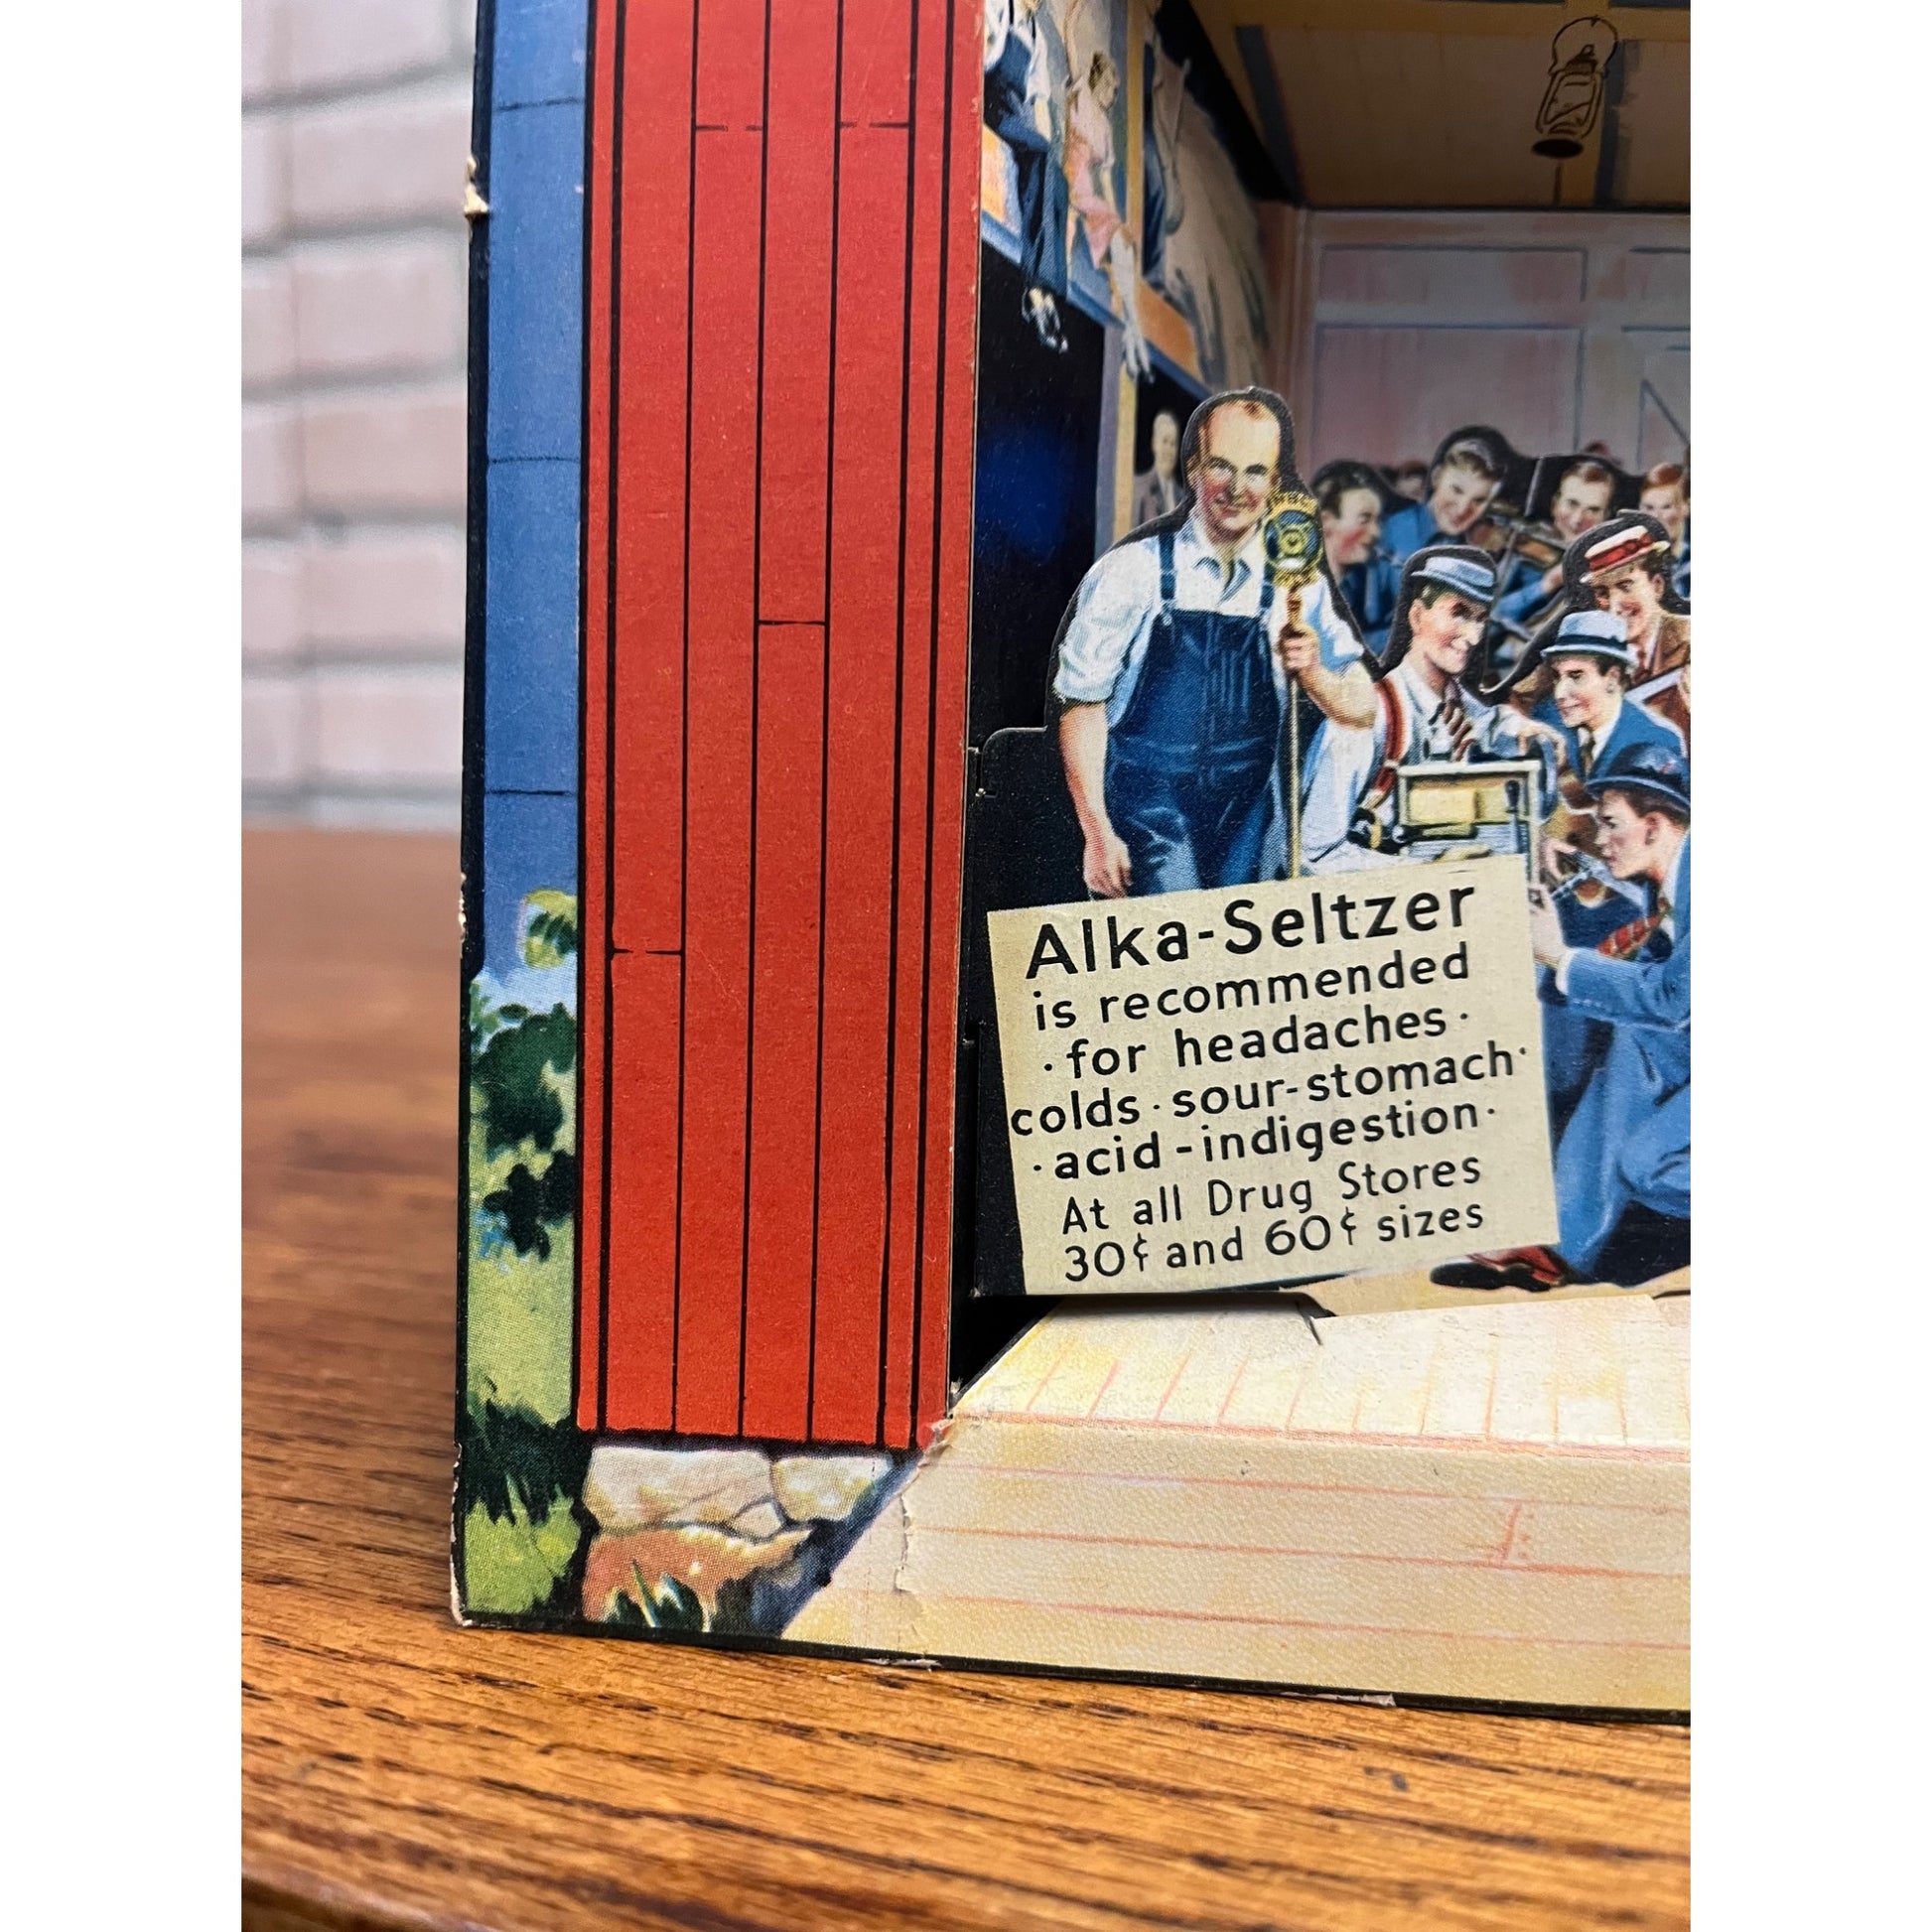 Alka-Seltzer
is recommended
· for headaches ·
colds · sour-stomach ·
· acid-indigestion ·
At all Drug Stores
30¢ and 60¢ sizes